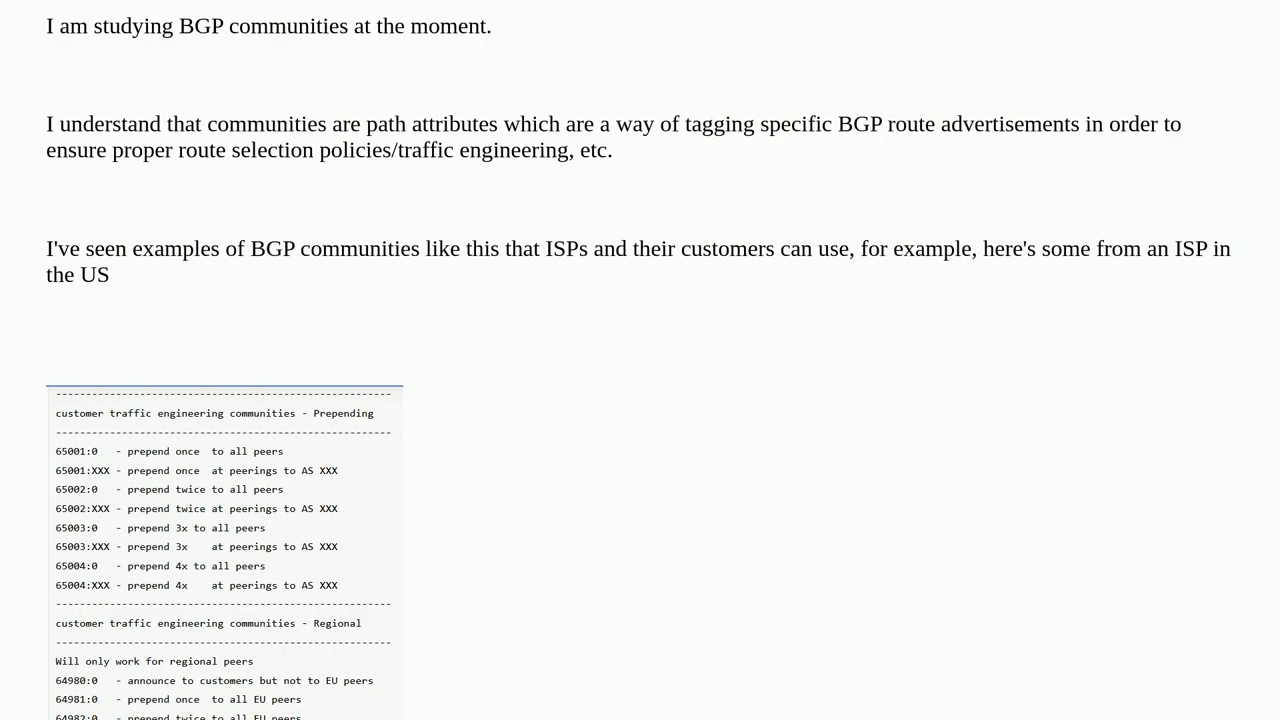 I am studying BGP communities at the moment.
I understand that communities are path attributes which are a way of tagging specific BGP route advertisements in order to
ensure proper route selection policies/traffic engineering, etc.
I've seen examples of BGP communities like this that ISPs and their customers can use, for example, here's some from an ISP in
the US
--------------------------------------------------------
customer traffic engineering communities - Prepending
--------------------------------------------------------
65001:0   - prepend once  to all peers
65001:XXX - prepend once  at peerings to AS XXX
65002:0   - prepend twice to all peers
65002:XXX - prepend twice at peerings to AS XXX
65003:0   - prepend 3x to all peers
65003:XXX - prepend 3x    at peerings to AS XXX
65004:0   - prepend 4x to all peers
65004:XXX - prepend 4x    at peerings to AS XXX
--------------------------------------------------------
customer traffic engineering communities - Regional
--------------------------------------------------------
Will only work for regional peers
64980:0   - announce to customers but not to EU peers
64981:0   - prepend once  to all EU peers
64982:0   - prepend twice to all EU peers